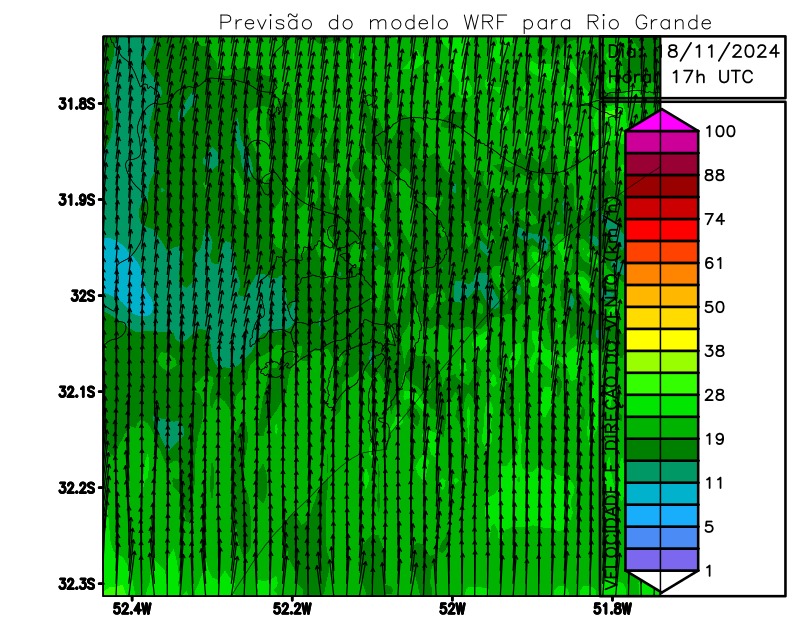 Previsão do modelo WRF para Rio Grande
Dia: 18/11/2024
Hora: 17h UTC
31.8S
31.9S
32S
32.1S
32.2S
32.3S
52.4W
52.2W
52W
51.8W
VELOCIDADE E DIREÇÃO DO VENTO (km/h)
100
88
74
61
50
38
28
19
11
5
1